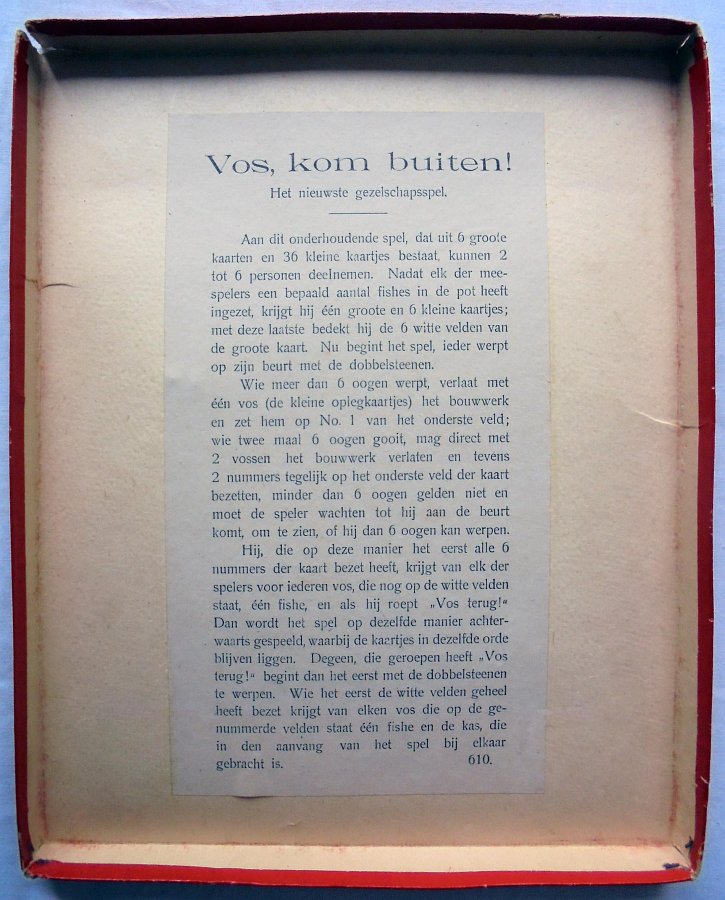 Vos, kom buiten!
Het nieuwste gezelschapsspel.
Aan dit onderhoudende spel, dat uit 6 groote
kaarten en 36 kleine kaartjes bestaat, kunnen 2
tot 6 personen deelnemen. Nadat elk der mee-
spelers een bepaald aantal fishes in de pot heeft
ingezet, krijgt hij één groote en 6 kleine kaartjes;
met deze laatste bedekt hij de 6 witte velden van
de groote kaart. Nu begint het spel, ieder werpt
op zijn beurt met de dobbelsteenen.
Wie meer dan 6 oogen werpt, verlaat met
één vos (de kleine oplegkaartjes) het bouwwerk
en zet hem op No. 1 van het onderste veld;
wie twee maal 6 oogen gooit, mag direct met
2 vossen het bouwwerk verlaten en tevens
2 nummers tegelijk op het onderste veld der kaart
bezetten, minder dan 6 oogen gelden niet en
moet de speler wachten tot hij aan de beurt
komt, om te zien, of hij dan 6 oogen kan werpen.
Hij, die op deze manier het eerst alle 6
nummers der kaart bezet heeft, krijgt van elk der
spelers voor iederen vos, die nog op de witte velden
staat, één fishe, en als hij roept „Vos terug!"
Dan wordt het spel op dezelfde manier achter-
waarts gespeeld, waarbij de kaartjes in dezelfde orde
blijven liggen. Degeen, die geroepen heeft „Vos
terug!" begint dan het eerst met de dobbelsteenen
te werpen. Wie het eerst de witte velden geheel
heeft bezet krijgt van elken vos die op de ge-
nummerde velden staat één fishe en de kas, die
in den aanvang van het spel bij elkaar
gebracht is. 610.